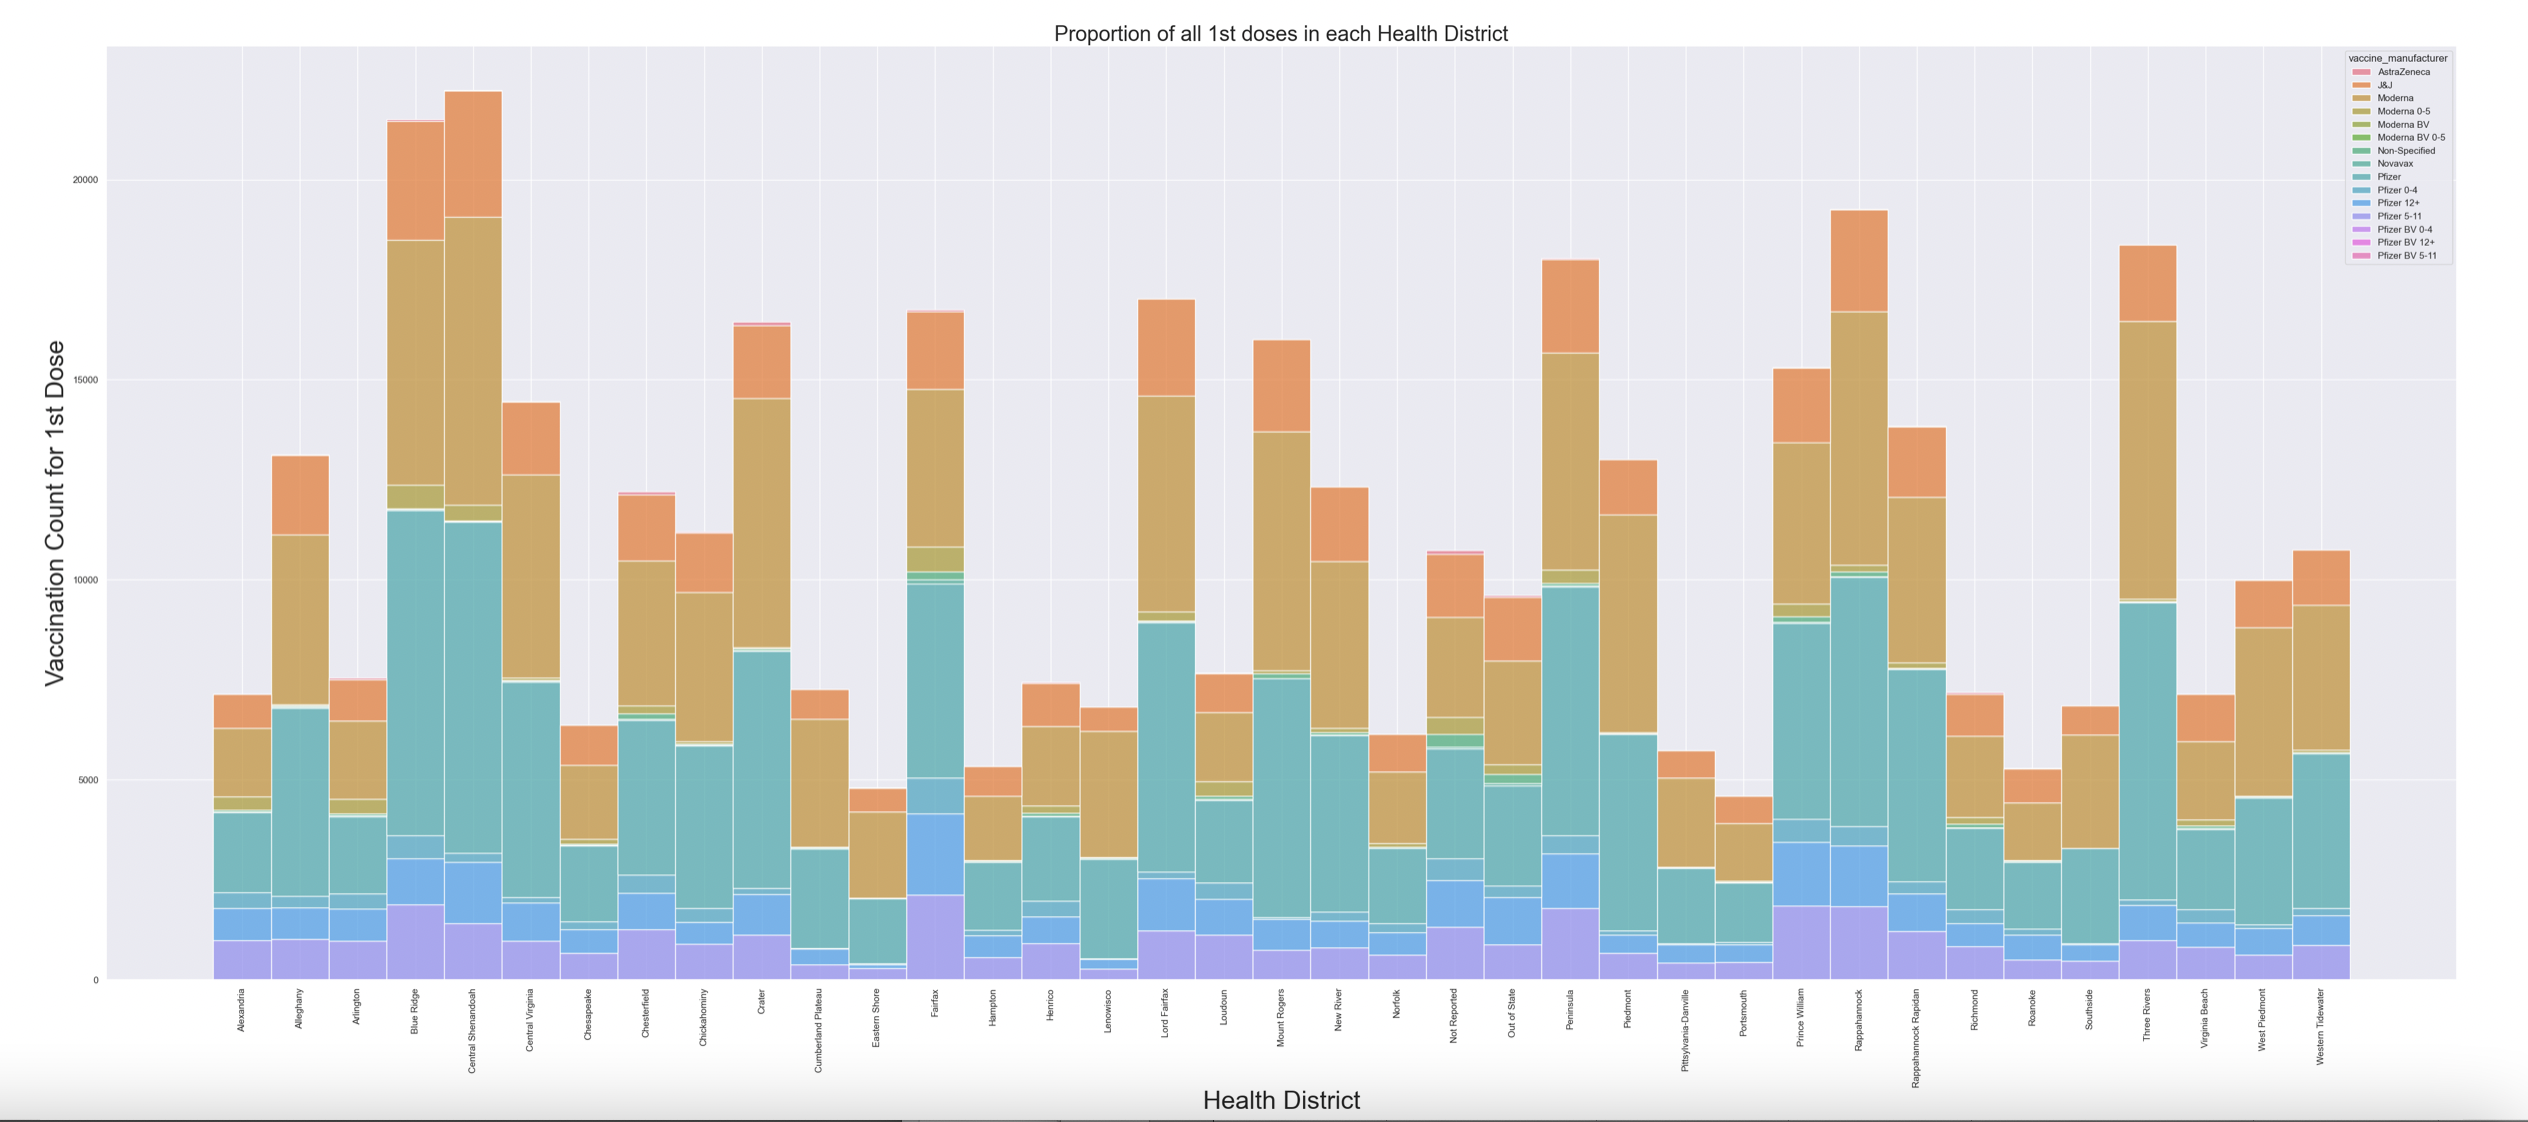 Proportion of all 1st doses in each Health District
vaccine_manufacturer
AstraZeneca
J&J
Moderna
Moderna 0-5
Moderna BV
Moderna BV 0-5
Non-Specified
Novavax
Pfizer
Pfizer 0-4
Pfizer 12+
Pfizer 5-11
Pfizer BV 0-4
Pfizer BV 12+
Pfizer BV 5-11
Vaccination Count for 1st Dose
20000
15000
10000
5000
0
Alexandria
Alleghany
Arlington
Blue Ridge
Central Shenandoah
Central Virginia
Chesapeake
Chesterfield
Chickahominy
Crater
Cumberland Plateau
Eastern Shore
Fairfax
Hampton
Henrico
Lenowisco
Lord Fairfax
Loudoun
Mount Rogers
New River
Norfolk
Not Reported
Out of State
Peninsula
Piedmont
Pittsylvania-Danville
Portsmouth
Prince William
Rappahannock
Rappahannock Rapidan
Richmond
Roanoke
Southside
Three Rivers
Virginia Beach
West Piedmont
Western Tidewater
Health District